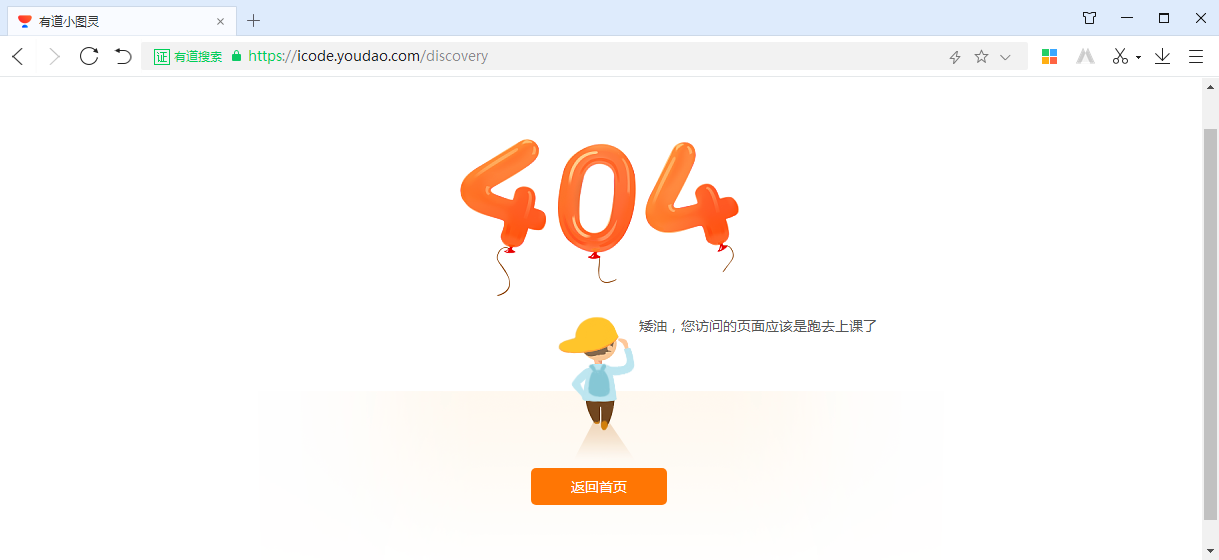 有道小图灵
证 有道搜索 https://icode.youdao.com/discovery
404
矮油，您访问的页面应该是跑去上课了
返回首页